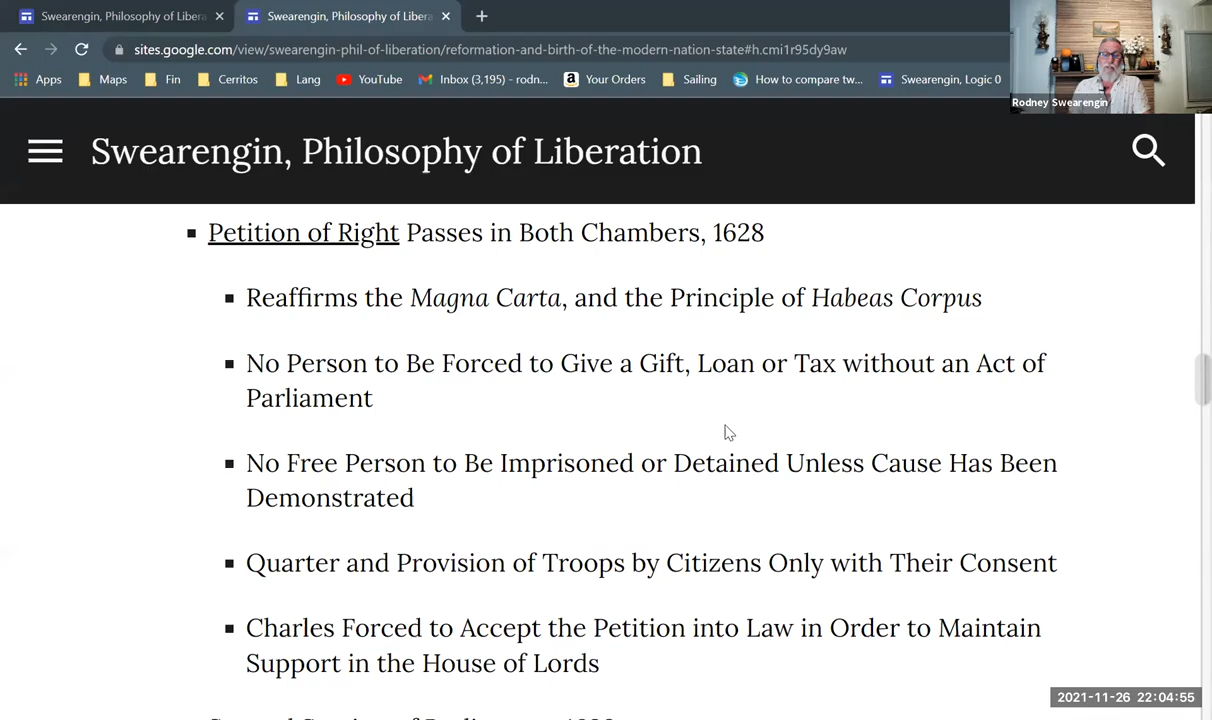 Swearengin, Philosophy of Libera
Swearengin, Philosophy of Libera
sites.google.com/view/swearengin-phil-of-liberation/reformation-and-birth-of-the-modern-nation-state#h.cmi1r95dy9aw
Apps Maps Fin Cerritos Lang YouTube Inbox (3,195) - rodn... Your Orders Sailing How to compare tw... Swearengin, Logic 0
Rodney Swearengin
Swearengin, Philosophy of Liberation
Petition of Right Passes in Both Chambers, 1628
Reaffirms the Magna Carta, and the Principle of Habeas Corpus
No Person to Be Forced to Give a Gift, Loan or Tax without an Act of
Parliament
No Free Person to Be Imprisoned or Detained Unless Cause Has Been
Demonstrated
Quarter and Provision of Troops by Citizens Only with Their Consent
Charles Forced to Accept the Petition into Law in Order to Maintain
Support in the House of Lords
2021-11-26 22:04:55